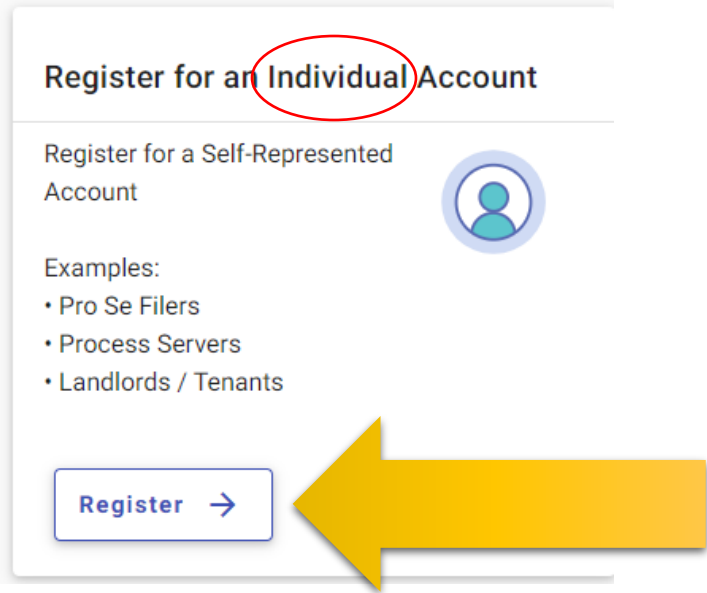 Register for an Individual Account
Register for a Self-Represented
Account
Examples:
• Pro Se Filers
• Process Servers
• Landlords / Tenants
Register →